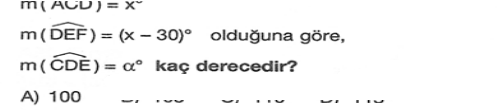 m(ACD) = x°
m(DEF) = (x – 30)° olduğuna göre,
m(CDE) = α° kaç derecedir?
A) 100